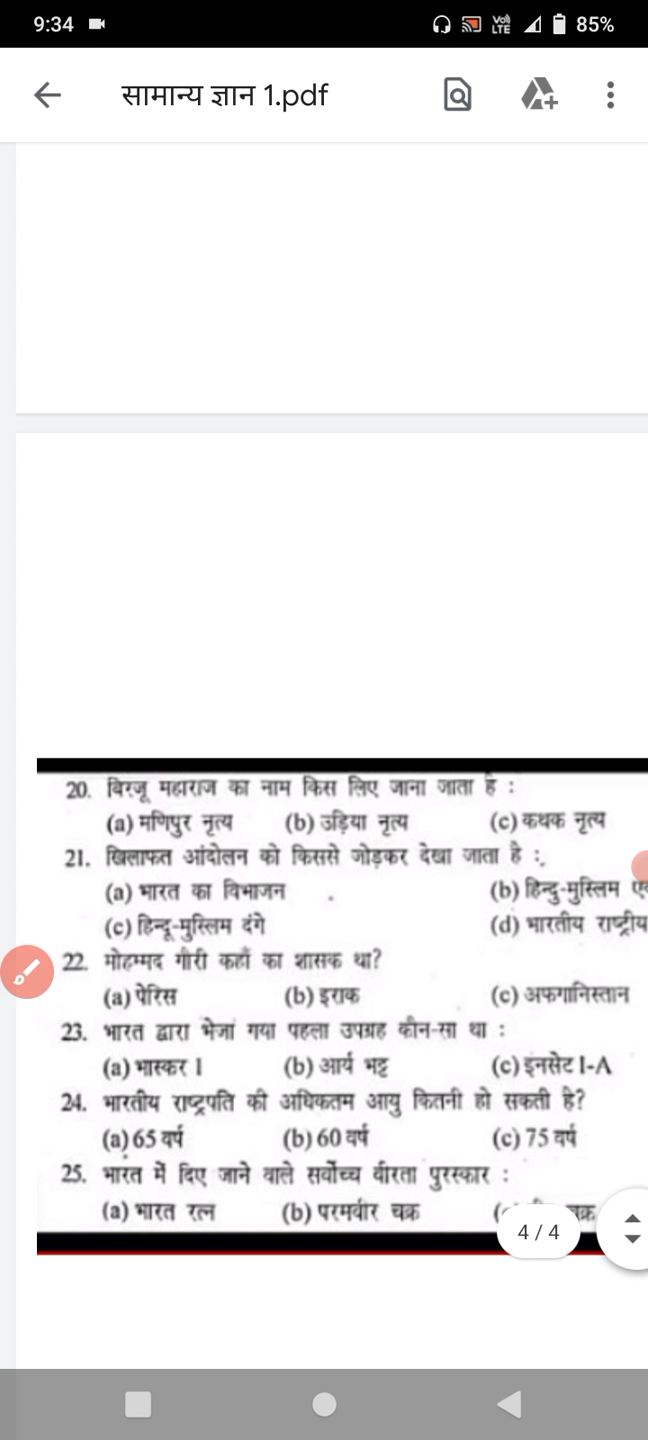 9:34
Vo) LTE 85%
सामान्य ज्ञान 1.pdf
20. बिरजू महाराज का नाम किस लिए जाना जाता है :
(a) मणिपुर नृत्य (b) उड़िया नृत्य (c) कथक नृत्य
21. खिलाफत आंदोलन को किससे जोड़कर देखा जाता है :
(a) भारत का विभाजन (b) हिन्दु-मुस्लिम
(c) हिन्दू-मुस्लिम दंगे (d) भारतीय राष्ट्रीय
22. मोहम्मद गौरी कहाँ का शासक था?
(a) पेरिस (b) इराक (c) अफगानिस्तान
23. भारत द्वारा भेजां गया पहला उपग्रह कौन-सा था :
(a) भास्कर I (b) आर्य भट्ट (c) इनसेट I-A
24. भारतीय राष्ट्रपति की अधिकतम आयु कितनी हो सकती है?
(a) 65 वर्ष (b) 60 वर्ष (c) 75 वर्ष
25. भारत में दिए जाने वाले सर्वोच्च वीरता पुरस्कार :
(a) भारत रत्न (b) परमवीर चक्र चक्र
4 / 4